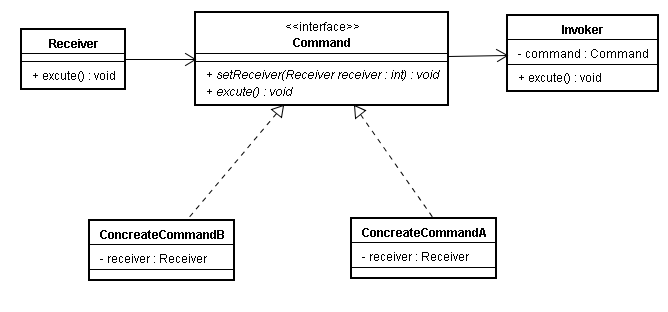 Receiver
+ excute() : void
<<interface>>
Command
+ setReceiver(Receiver receiver : int) : void
+ excute() : void
Invoker
- command : Command
+ excute() : void
ConcreateCommandB
- receiver : Receiver
ConcreateCommandA
- receiver : Receiver